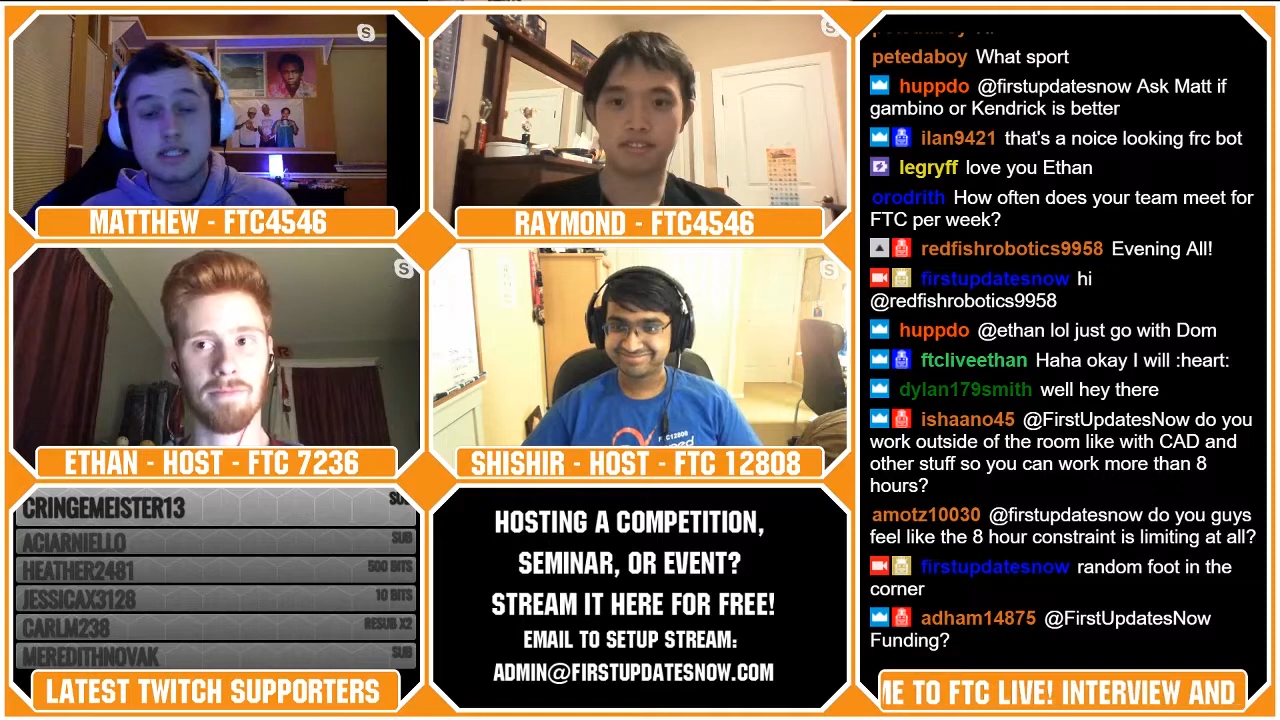 MATTHEW - FTC4546
RAYMOND - FTC4546
ETHAN - HOST - FTC 7236
FTC12808
SHISHIR - HOST - FTC 12808
CRINGEMEISTER13 SUB
ACIARNIELLO SUB
HEATHER2481 500 BITS
JESSICAX3128 10 BITS
CARLM238 RESUB X2
MEREDITHNOVAK SUB
LATEST TWITCH SUPPORTERS
HOSTING A COMPETITION,
SEMINAR, OR EVENT?
STREAM IT HERE FOR FREE!
EMAIL TO SETUP STREAM:
ADMIN@FIRSTUPDATESNOW.COM
petedaboy What sport
huppdo @firstupdatesnow Ask Matt if
gambino or Kendrick is better
ilan9421 that's a noice looking frc bot
legryff love you Ethan
orodrith How often does your team meet for
FTC per week?
redfishrobotics9958 Evening All!
firstupdatesnow hi
@redfishrobotics9958
huppdo @ethan lol just go with Dom
ftcliveethan Haha okay I will :heart:
dylan179smith well hey there
ishaano45 @FirstUpdatesNow do you
work outside of the room like with CAD and
other stuff so you can work more than 8
hours?
amotz10030 @firstupdatesnow do you guys
feel like the 8 hour constraint is limiting at all?
firstupdatesnow random foot in the
corner
adham14875 @FirstUpdatesNow
Funding?
ME TO FTC LIVE! INTERVIEW AND